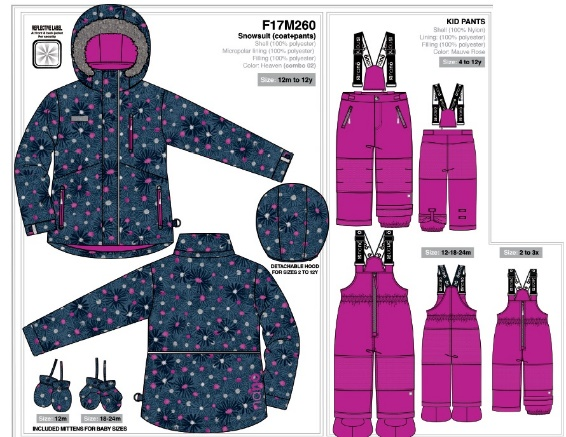 REFLECTIVE LABEL
F17M260
Snowsuit (coat+pants)
Shell (100% polyester)
Micropolar lining (100% polyester)
Filling (100% polyester)
Color: Heaven (combo 02)
Size: 12m to 12y
DETACHABLE HOOD
FOR SIZES 2 TO 12Y
Size: 12m
Size: 18-24m
INCLUDED MITTENS FOR BABY SIZES
KID PANTS
Shell (100% Nylon)
Lining: (100% polyester)
Filling (100% polyester)
Color: Mauve Rose
Size: 4 to 12y
12-18-24m
Size: 2 to 3x